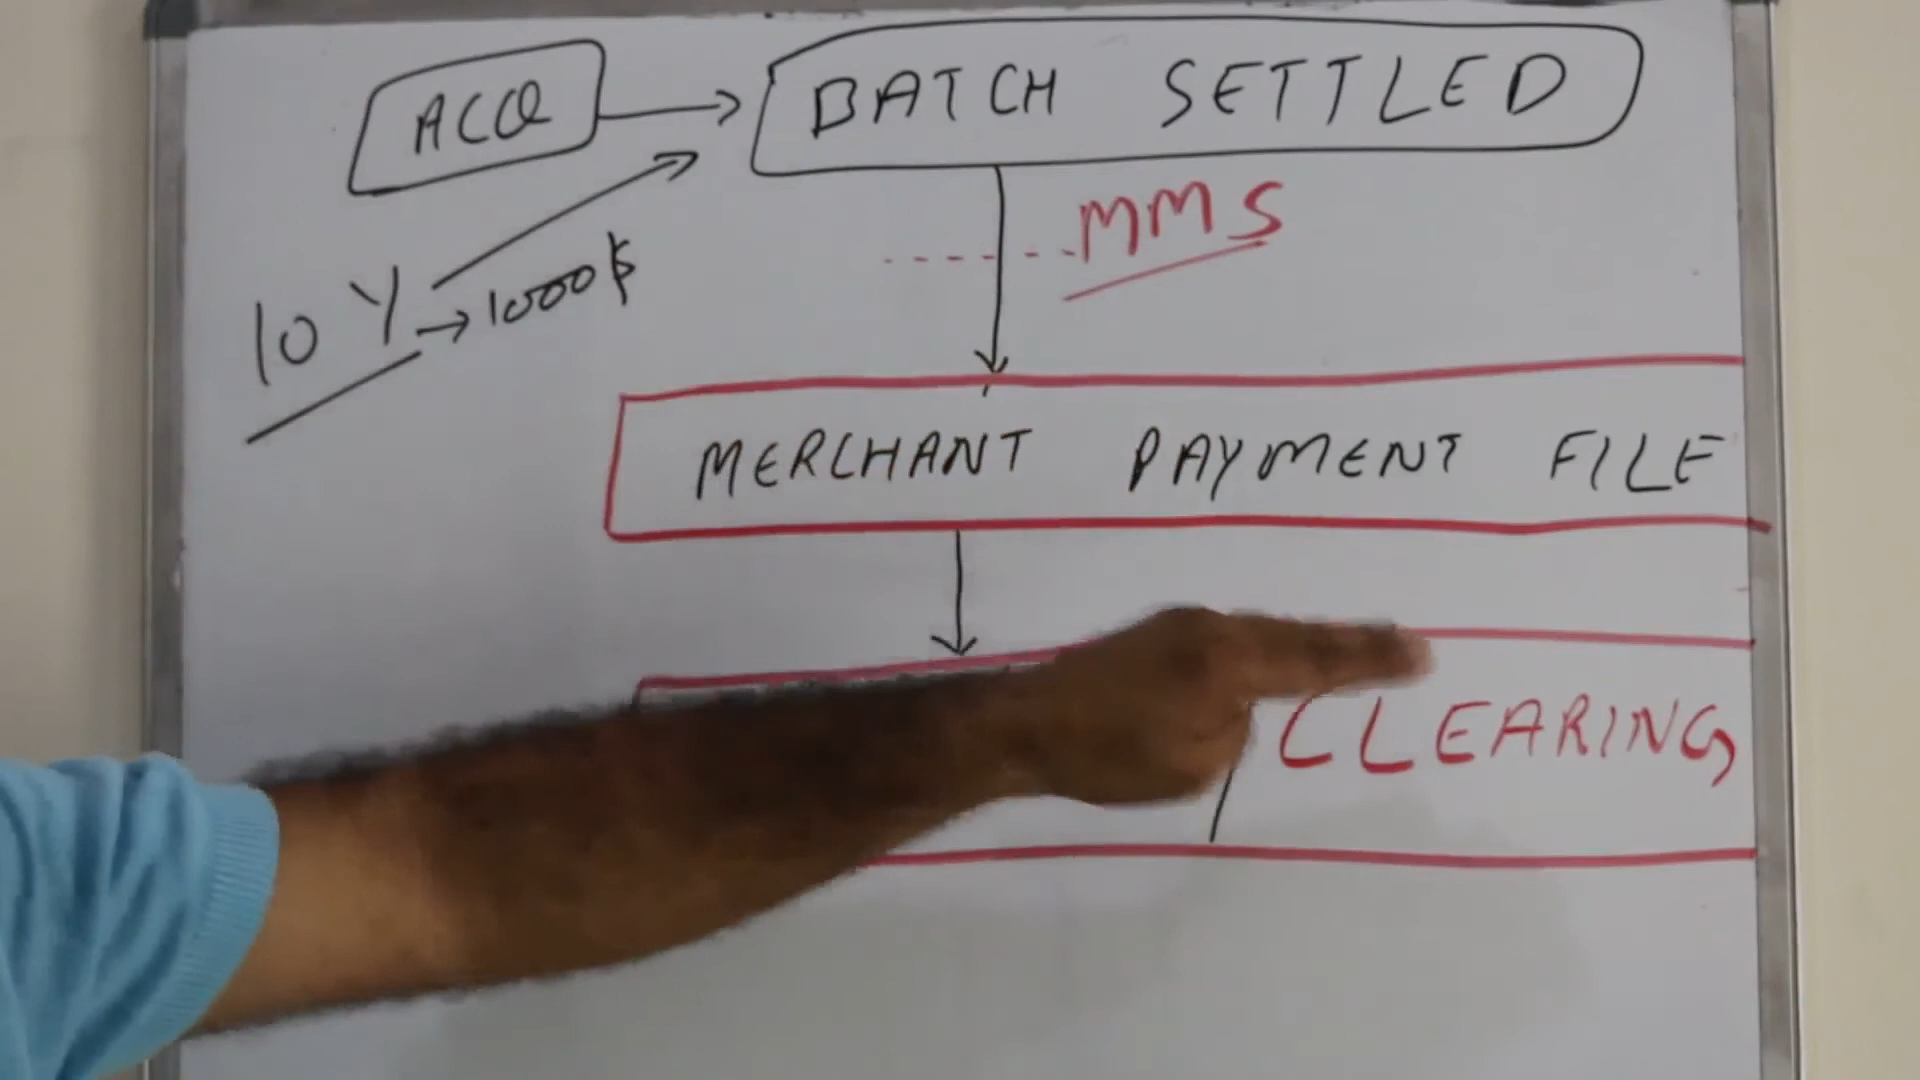 ACQ
BATCH SETTLED
MMS
10 Y
1000$
MERCHANT PAYMENT FILE
CLEARING